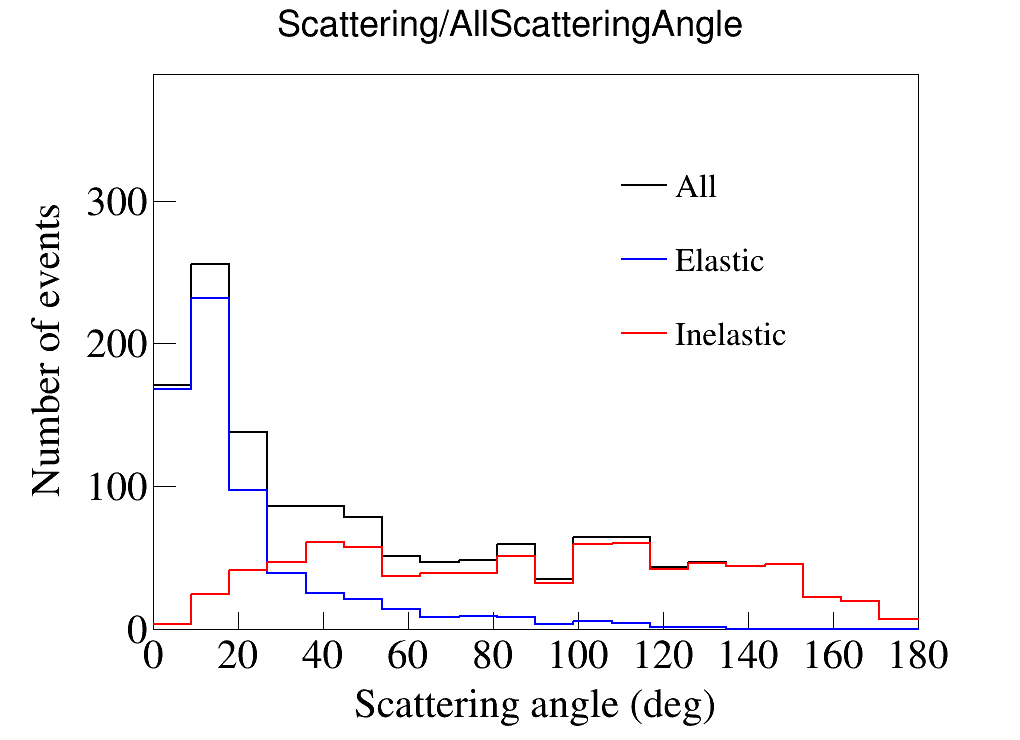 Scattering/AllScatteringAngle
Number of events
300
200
100
0
All
Elastic
Inelastic
0 20 40 60 80 100 120 140 160 180
Scattering angle (deg)